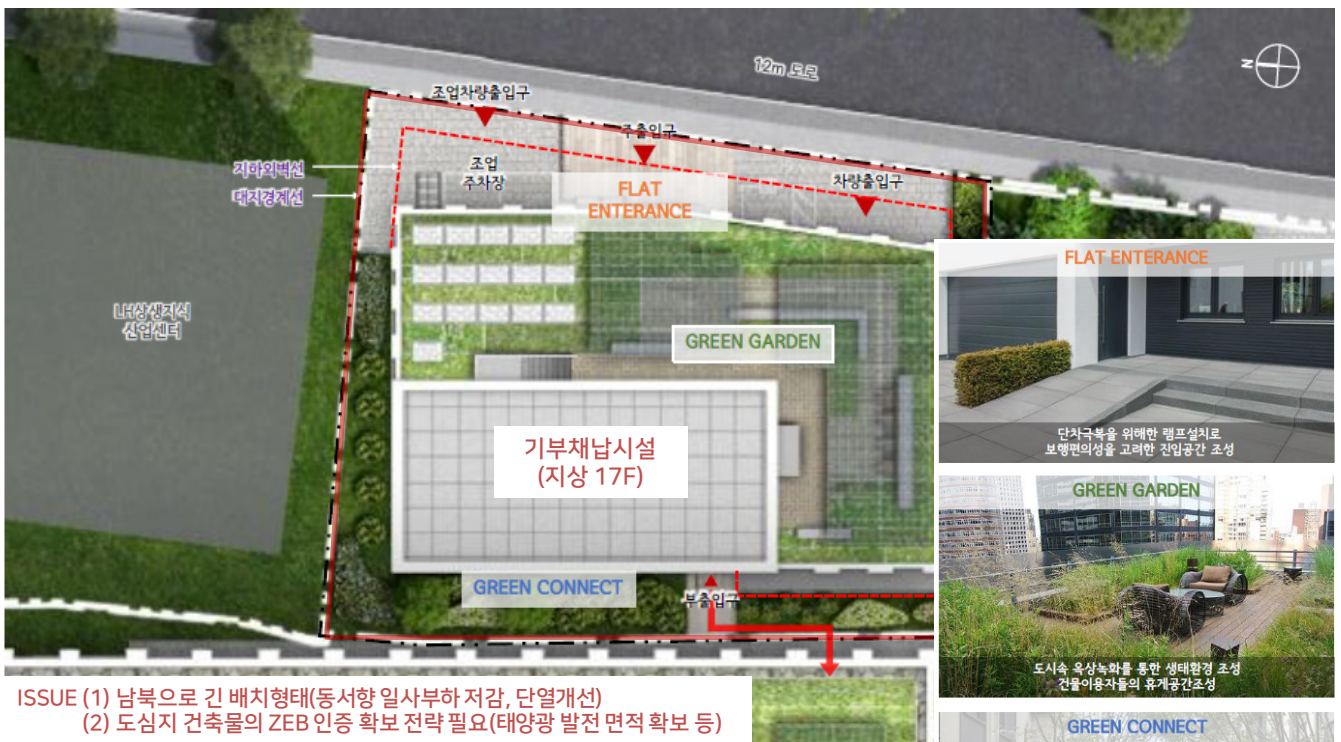 12m 도로
N
조업차량출입구
주출입구
지하외벽선
대지경계선
조업
주차장
차량출입구
FLAT
ENTERANCE
LH상생지식
산업센터
GREEN GARDEN
기부채납시설
(지상 17F)
GREEN CONNECT
부출입구
FLAT ENTERANCE
단차극복을 위해한 램프설치로
보행편의성을 고려한 진입공간 조성
GREEN GARDEN
도시속 옥상녹화를 통한 생태환경 조성
건물이용자들의 휴게공간조성
GREEN CONNECT
ISSUE (1) 남북으로 긴 배치형태(동서향 일사부하 저감, 단열개선)
(2) 도심지 건축물의 ZEB 인증 확보 전략 필요(태양광 발전 면적 확보 등)